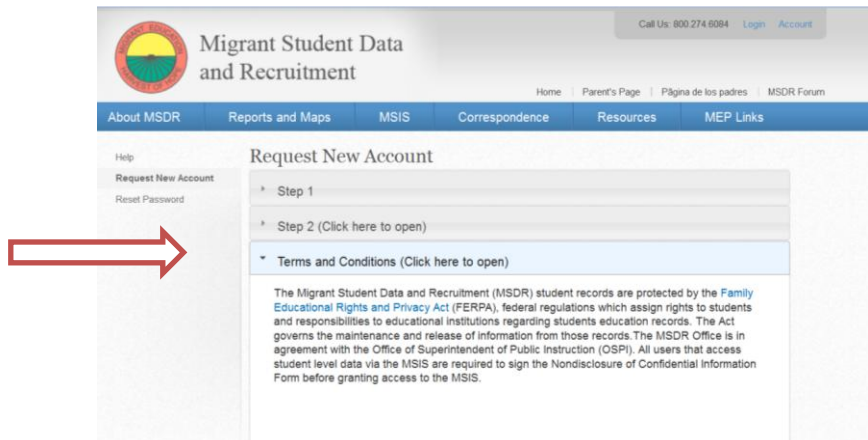 MIGRANT EDUCATION
HARVEST OF HOPE
Migrant Student Data
and Recruitment
Call Us: 800.274.6084 Login Account
Home Parent's Page Página de los padres MSDR Forum
About MSDR Reports and Maps MSIS Correspondence Resources MEP Links
Help
Request New Account
Reset Password
Request New Account
Step 1
Step 2 (Click here to open)
Terms and Conditions (Click here to open)
The Migrant Student Data and Recruitment (MSDR) student records are protected by the Family
Educational Rights and Privacy Act (FERPA), federal regulations which assign rights to students
and responsibilities to educational institutions regarding students education records. The Act
governs the maintenance and release of information from those records.The MSDR Office is in
agreement with the Office of Superintendent of Public Instruction (OSPI). All users that access
student level data via the MSIS are required to sign the Nondisclosure of Confidential Information
Form before granting access to the MSIS.